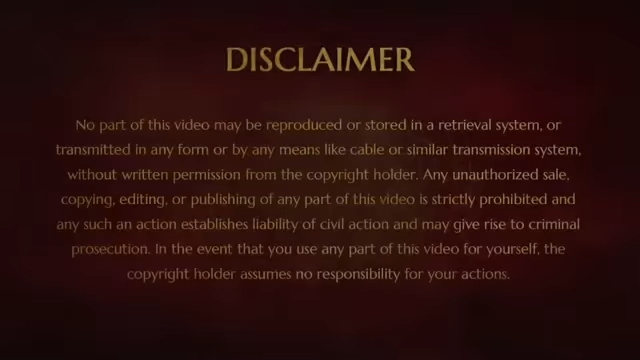 DISCLAIMER
No part of this video may be reproduced or stored in a retrieval system, or
transmitted in any form or by any means like cable or similar transmission system,
without written permission from the copyright holder. Any unauthorized sale,
copying, editing, or publishing of any part of this video is strictly prohibited and
any such an action establishes liability of civil action and may give rise to criminal
prosecution. In the event that you use any part of this video for yourself, the
copyright holder assumes no responsibility for your actions.